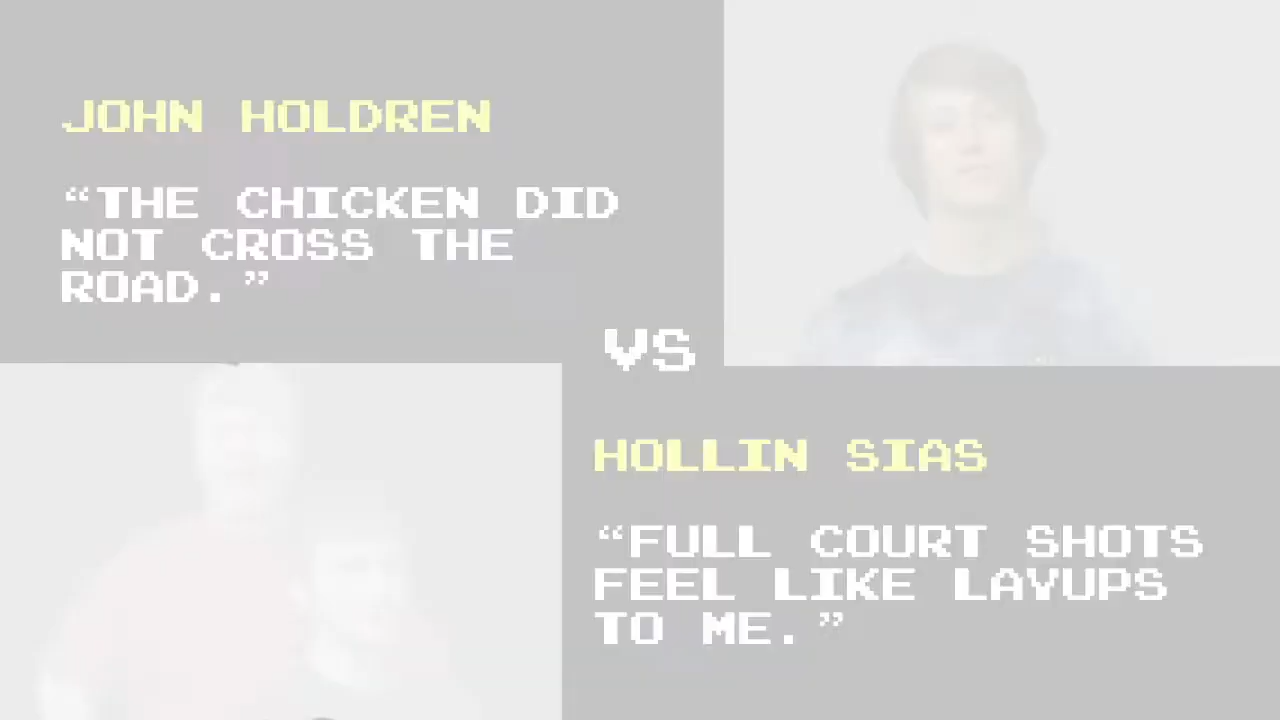 JOHN HOLDREN
“THE CHICKEN DID
NOT CROSS THE
ROAD.”
VS
HOLLIN SIAS
“FULL COURT SHOTS
FEEL LIKE LAYUPS
TO ME.”